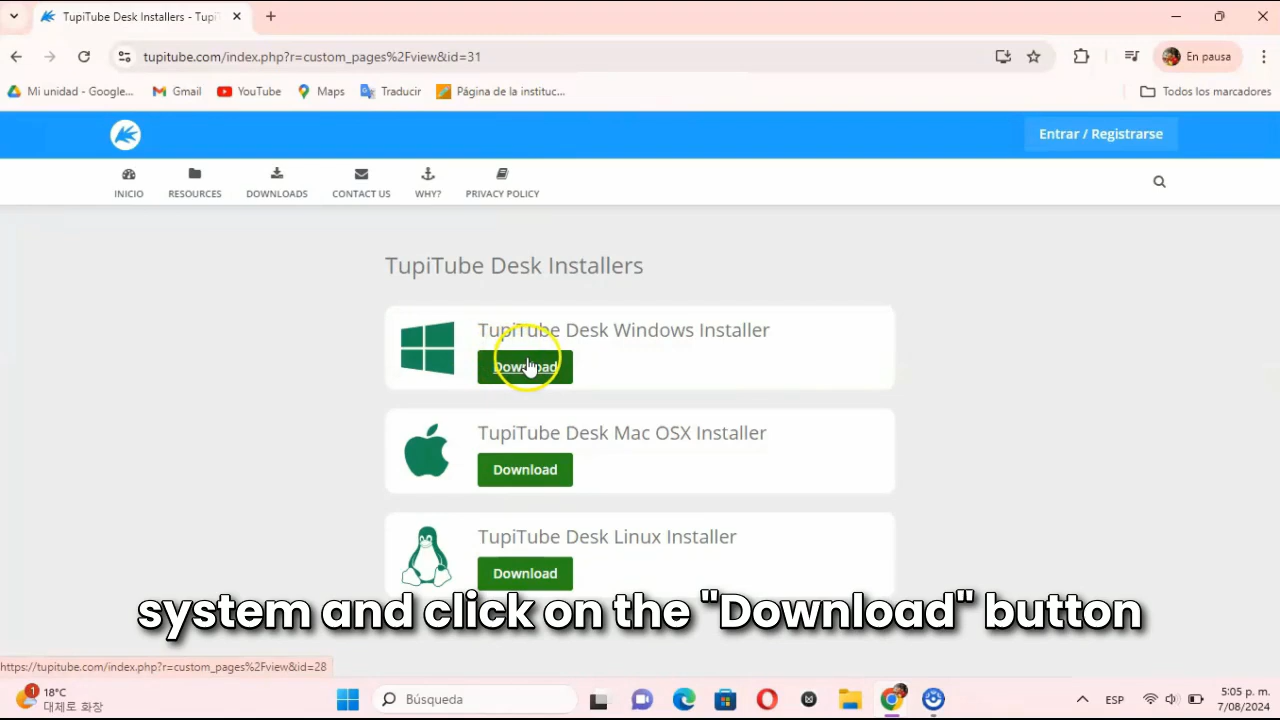 TupiTube Desk Installers - Tupi
tupitube.com/index.php?r=custom_pages%2Fview&id=31
En pausa
Mi unidad - Google...
Gmail
YouTube
Maps
Traducir
Página de la instituc...
Todos los marcadores
Entrar / Registrarse
INICIO
RESOURCES
DOWNLOADS
CONTACT US
WHY?
PRIVACY POLICY
TupiTube Desk Installers
TupiTube Desk Windows Installer
Download
TupiTube Desk Mac OSX Installer
Download
TupiTube Desk Linux Installer
Download
system and click on the "Download" button
https://tupitube.com/index.php?r=custom_pages%2Fview&id=28
1
18°C
대체로 화창
Búsqueda
ESP
5:05 p. m.
7/08/2024